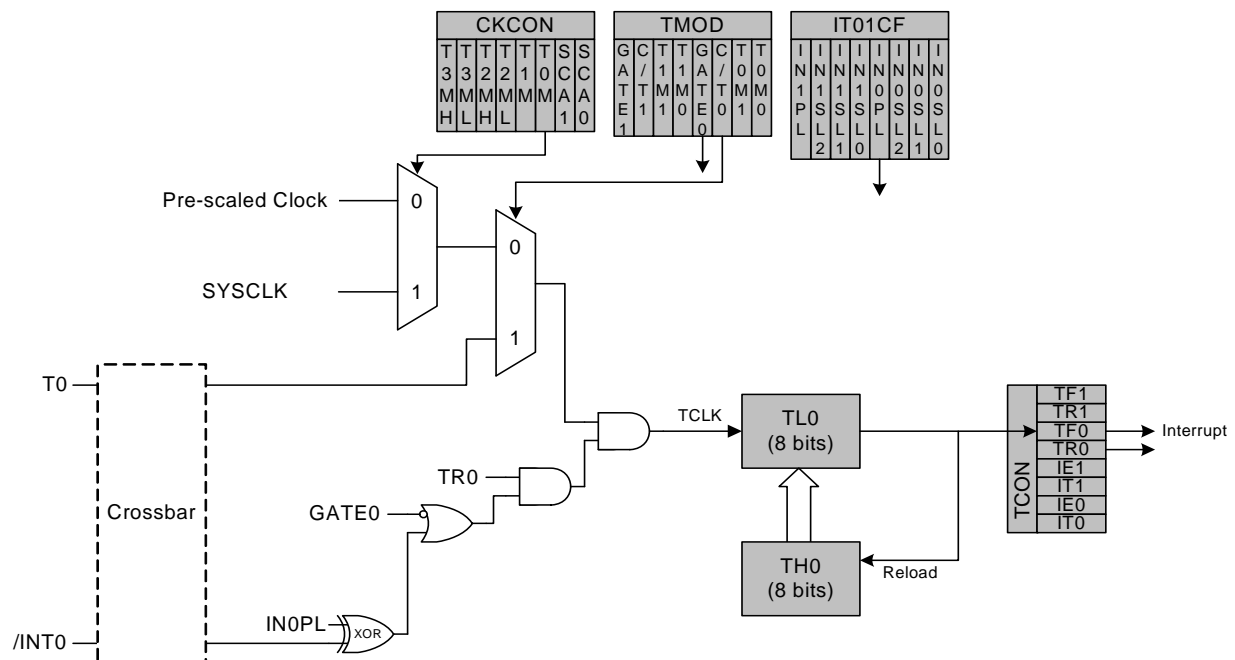 CKCON
T3MH
T3ML
T2MH
T2ML
T1M
T0M
SCA1
SCA0
TMOD
GATE1
C/T1
T1M1
T1M0
GATE0
C/T0
T0M1
T0M0
IT01CF
IN1PL
IN1SL2
IN1SL1
IN1SL0
IN0PL
IN0SL2
IN0SL1
IN0SL0
Pre-scaled Clock
0
SYSCLK
1
0
1
T0
Crossbar
/INT0
TR0
GATE0
IN0PL
XOR
TCLK
TL0
(8 bits)
TH0
(8 bits)
Reload
TCON
TF1
TR1
TF0
TR0
IE1
IT1
IE0
IT0
Interrupt